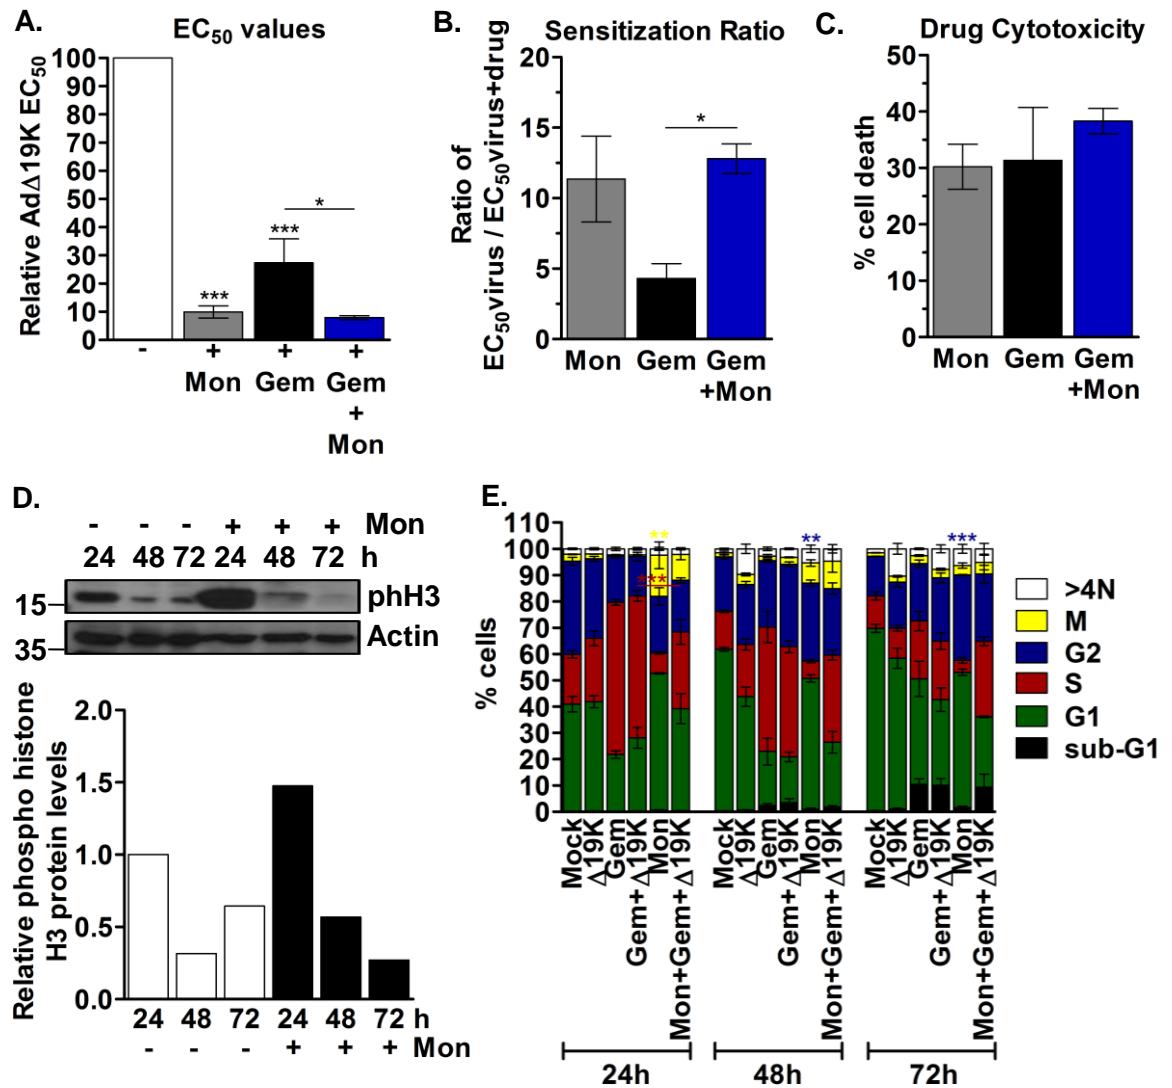 A.
EC50 values
Relative AdΔ19K EC50
100
90
80
70
60
50
40
30
20
10
0
***
***
*
- + + +
Mon Gem Gem
+
Mon
B.
Sensitization Ratio
Ratio of
EC50virus / EC50virus+drug
20
15
10
5
0
*
Mon Gem Gem
+Mon
C.
Drug Cytotoxicity
% cell death
50
40
30
20
10
0
Mon Gem Gem
+Mon
D.
- - - + + + Mon
24 48 72 24 48 72 h
15 phH3
35 Actin
Relative phospho histone
H3 protein levels
2.0
1.5
1.0
0.5
0.0
24 48 72 24 48 72 h
- - - + + + Mon
E.
% cells
110
100
90
80
70
60
50
40
30
20
10
0
**
***
**
***
>4N
M
G2
S
G1
sub-G1
Mock
Δ19K
Gem
Gem+Δ19K
Mon
Mon+Gem+Δ19K
Mock
Δ19K
Gem
Gem+Δ19K
Mon
Mon+Gem+Δ19K
Mock
Δ19K
Gem
Gem+Δ19K
Mon
Mon+Gem+Δ19K
24h 48h 72h